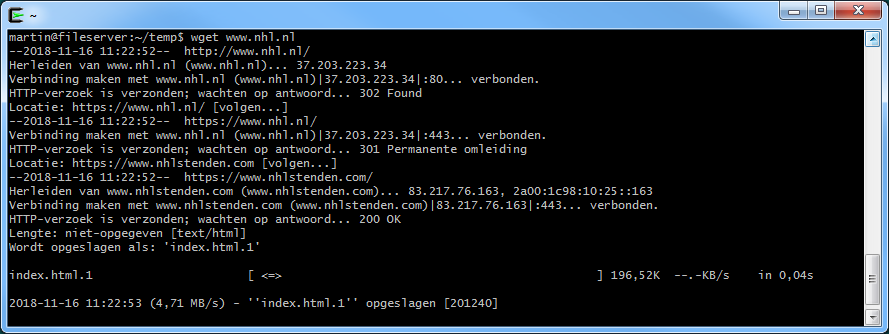 ~
martin@fileserver:~/temp$ wget www.nhl.nl
--2018-11-16 11:22:52--  http://www.nhl.nl/
Herleiden van www.nhl.nl (www.nhl.nl)... 37.203.223.34
Verbinding maken met www.nhl.nl (www.nhl.nl)|37.203.223.34|:80... verbonden.
HTTP-verzoek is verzonden; wachten op antwoord... 302 Found
Locatie: https://www.nhl.nl/ [volgen...]
--2018-11-16 11:22:52--  https://www.nhl.nl/
Verbinding maken met www.nhl.nl (www.nhl.nl)|37.203.223.34|:443... verbonden.
HTTP-verzoek is verzonden; wachten op antwoord... 301 Permanente omleiding
Locatie: https://www.nhlstenden.com [volgen...]
--2018-11-16 11:22:52--  https://www.nhlstenden.com/
Herleiden van www.nhlstenden.com (www.nhlstenden.com)... 83.217.76.163, 2a00:1c98:10:25::163
Verbinding maken met www.nhlstenden.com (www.nhlstenden.com)|83.217.76.163|:443... verbonden.
HTTP-verzoek is verzonden; wachten op antwoord... 200 OK
Lengte: niet-opgegeven [text/html]
Wordt opgeslagen als: 'index.html.1'
index.html.1                      [ <=>                                           ] 196,52K  --.-KB/s    in 0,04s
2018-11-16 11:22:53 (4,71 MB/s) - ''index.html.1'' opgeslagen [201240]